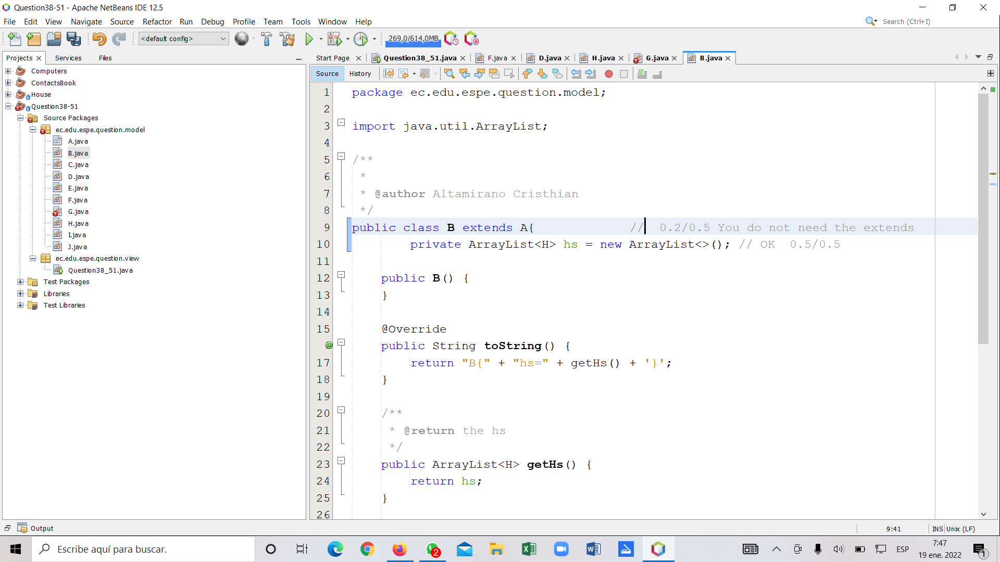 Question38-51 - Apache NetBeans IDE 12.5
File Edit View Navigate Source Refactor Run Debug Profile Team Tools Window Help
Search (Ctrl+I)
<default config>
269,0/614,0MB
Projects Services Files
Start Page Question38_51.java F.java D.java H.java G.java B.java
Source History
Computers
ContactsBook
House
Question38-51
Source Packages
ec.edu.espe.question.model
A.java
B.java
C.java
D.java
E.java
F.java
G.java
H.java
I.java
J.java
ec.edu.espe.question.view
Question38_51.java
Test Packages
Libraries
Test Libraries
1 package ec.edu.espe.question.model;
2
3 import java.util.ArrayList;
4
5 /**
6 *
7 * @author Altamirano Cristhian
8 */
9 public class B extends A{ // 0.2/0.5 You do not need the extends
10 private ArrayList<H> hs = new ArrayList<>(); // OK 0.5/0.5
11
12 public B() {
13 }
14
15 @Override
public String toString() {
17 return "B{" + "hs=" + getHs() + '}';
18 }
19
20 /**
21 * @return the hs
22 */
23 public ArrayList<H> getHs() {
24 return hs;
25 }
26
Output
9:41 INS Unix (LF)
Escribe aquí para buscar.
2
ESP
7:47
19 ene. 2022
1